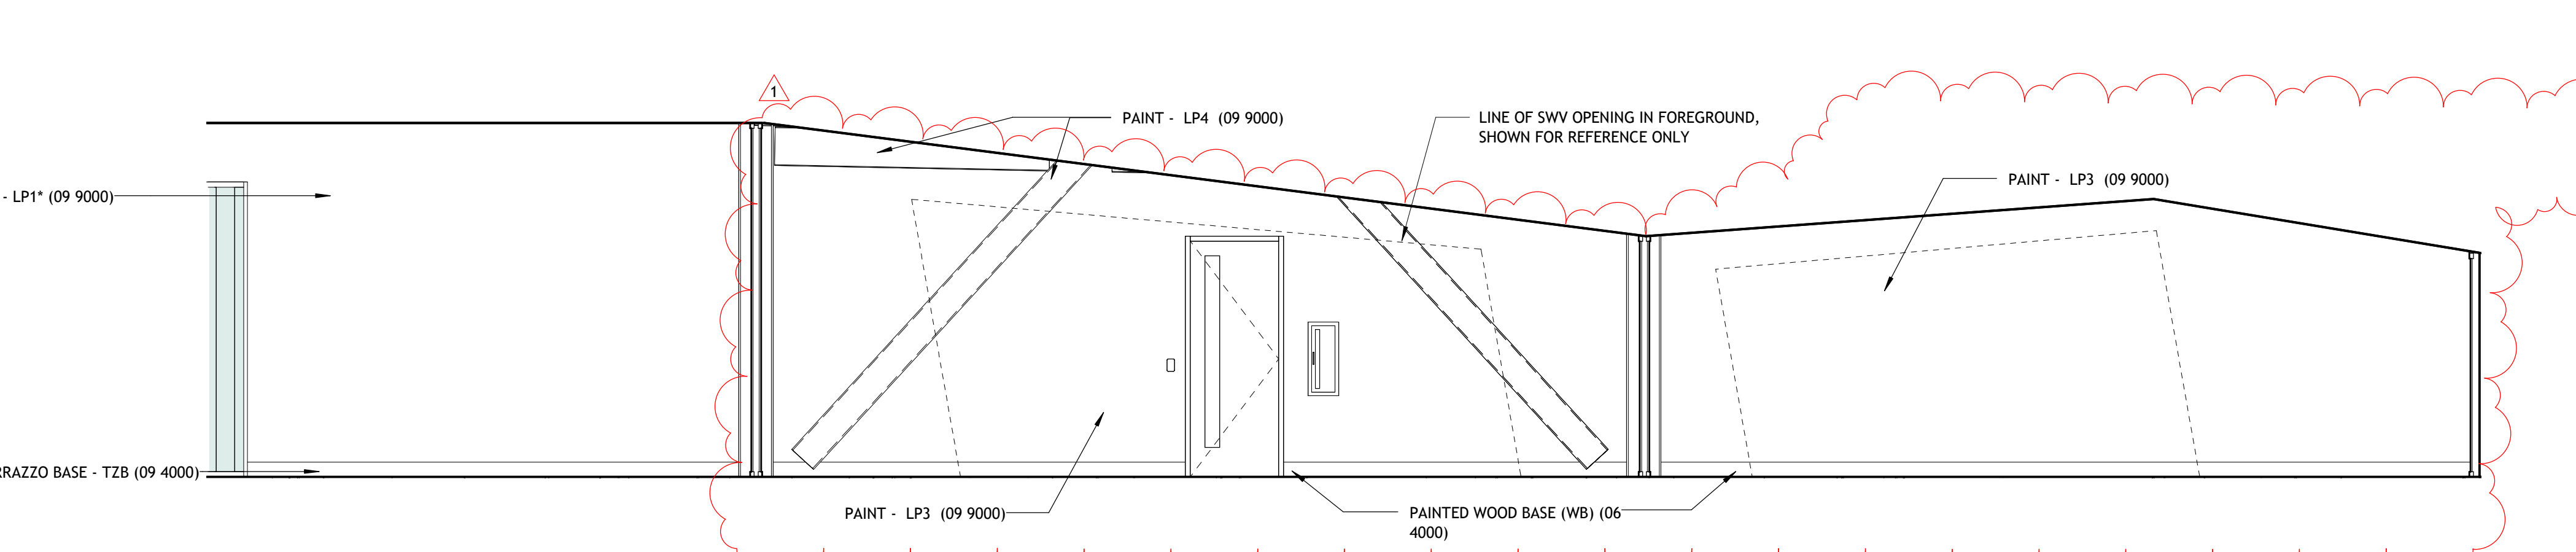 1
PAINT - LP4 (09 9000)
LINE OF SWV OPENING IN FOREGROUND,
SHOWN FOR REFERENCE ONLY
PAINT - LP3 (09 9000)
- LP1* (09 9000)
RRAZZO BASE - TZB (09 4000)
PAINT - LP3 (09 9000)
PAINTED WOOD BASE (WB) (06
4000)